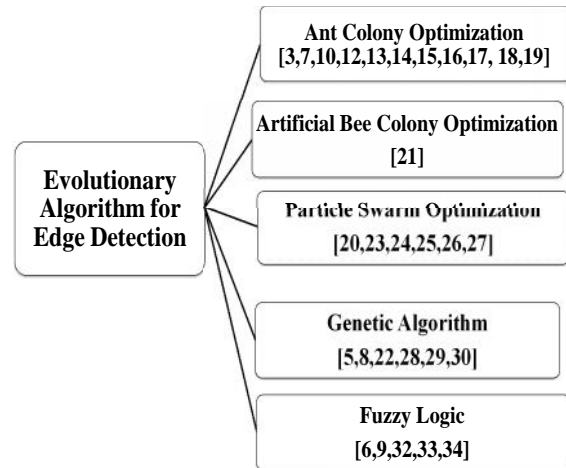 Ant Colony Optimization
[3,7,10,12,13,14,15,16,17, 18,19]
Artificial Bee Colony Optimization
[21]
Evolutionary
Algorithm for
Edge Detection
Particle Swarm Optimization
[20,23,24,25,26,27]
Genetic Algorithm
[5,8,22,28,29,30]
Fuzzy Logic
[6,9,32,33,34]